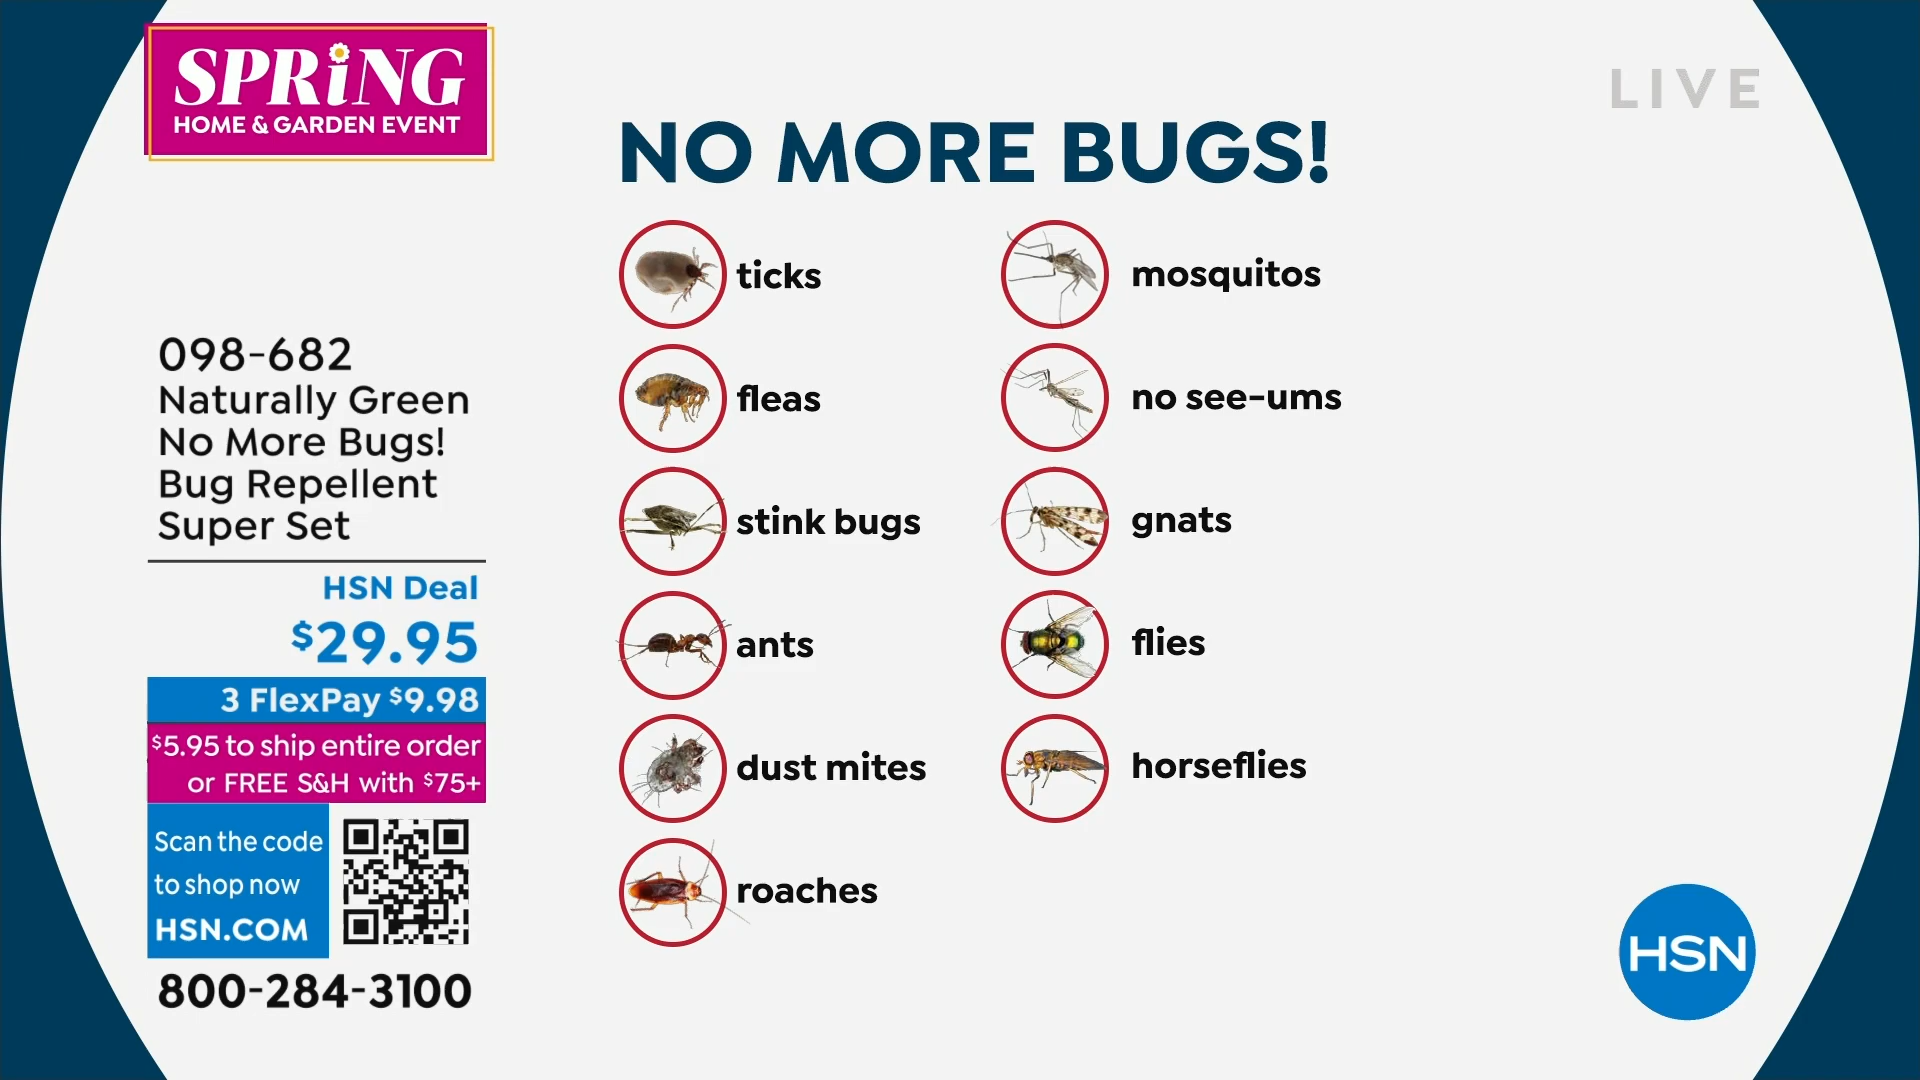 SPRiNG
HOME & GARDEN EVENT
LIVE
NO MORE BUGS!
ticks
fleas
stink bugs
ants
dust mites
roaches
mosquitos
no see-ums
gnats
flies
horseflies
098-682
Naturally Green
No More Bugs!
Bug Repellent
Super Set
HSN Deal
$29.95
3 FlexPay $9.98
$5.95 to ship entire order
or FREE S&H with $75+
Scan the code
to shop now
HSN.COM
800-284-3100
HSN